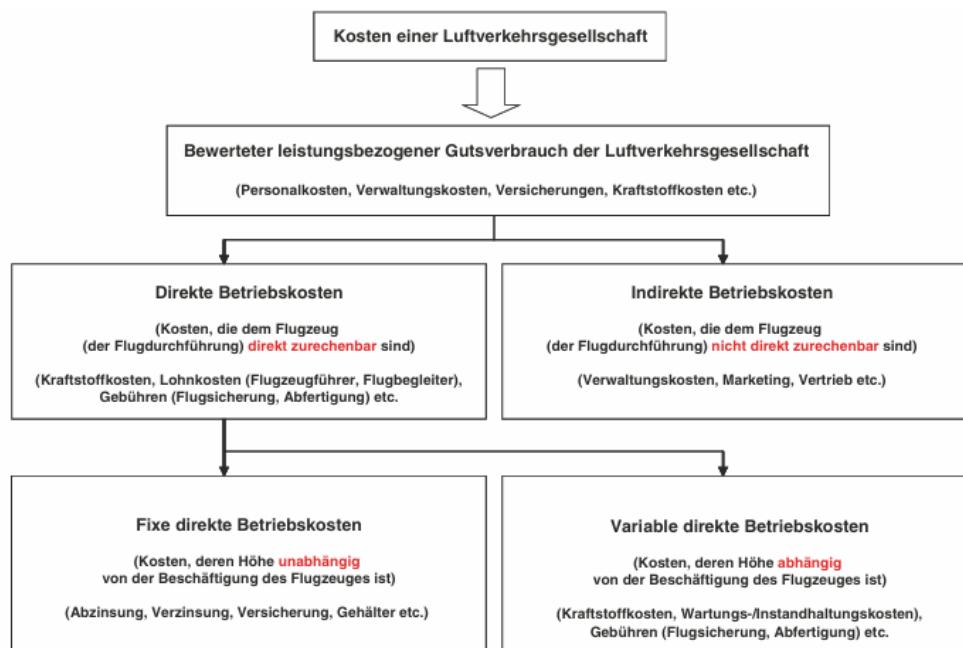 Kosten einer Luftverkehrsgesellschaft
Bewerteter leistungsbezogener Gutsverbrauch der Luftverkehrsgesellschaft
(Personalkosten, Verwaltungskosten, Versicherungen, Kraftstoffkosten etc.)
Direkte Betriebskosten
(Kosten, die dem Flugzeug
(der Flugdurchführung) direkt zurechenbar sind)
(Kraftstoffkosten, Lohnkosten (Flugzeugführer, Flugbegleiter),
Gebühren (Flugsicherung, Abfertigung) etc.
Indirekte Betriebskosten
(Kosten, die dem Flugzeug
(der Flugdurchführung) nicht direkt zurechenbar sind)
(Verwaltungskosten, Marketing, Vertrieb etc.)
Fixe direkte Betriebskosten
(Kosten, deren Höhe unabhängig
von der Beschäftigung des Flugzeuges ist)
(Abzinsung, Verzinsung, Versicherung, Gehälter etc.)
Variable direkte Betriebskosten
(Kosten, deren Höhe abhängig
von der Beschäftigung des Flugzeuges ist)
(Kraftstoffkosten, Wartungs-/Instandhaltungskosten),
Gebühren (Flugsicherung, Abfertigung) etc.